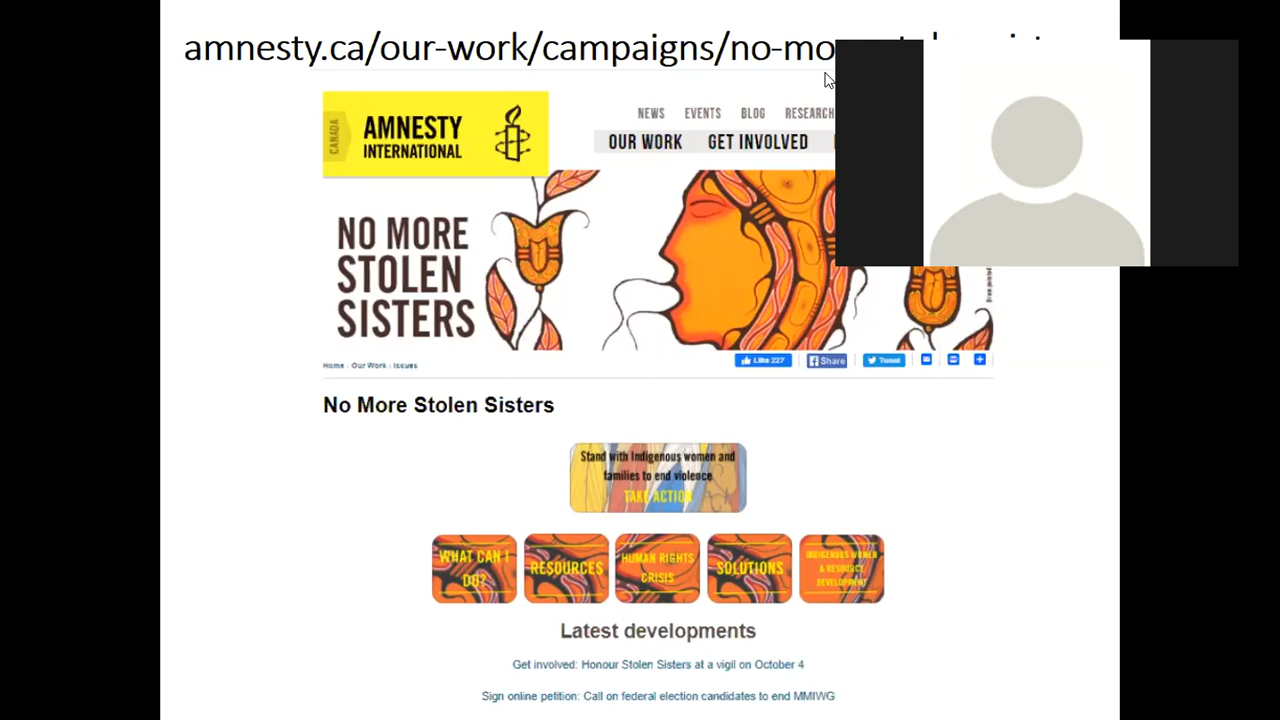 amnesty.ca/our-work/campaigns/no-mo
CANADA
AMNESTY
INTERNATIONAL
NEWS EVENTS BLOG RESEARCH
OUR WORK GET INVOLVED
NO MORE
STOLEN
SISTERS
Like 227 Share Tweet
Home › Our Work › Issues
No More Stolen Sisters
Stand with Indigenous women and
families to end violence
TAKE ACTION
WHAT CAN I
DO?
RESOURCES
HUMAN RIGHTS
CRISIS
SOLUTIONS
INDIGENOUS WOMEN
& RESOURCE
DEVELOPMENT
Latest developments
Get involved: Honour Stolen Sisters at a vigil on October 4
Sign online petition: Call on federal election candidates to end MMIWG